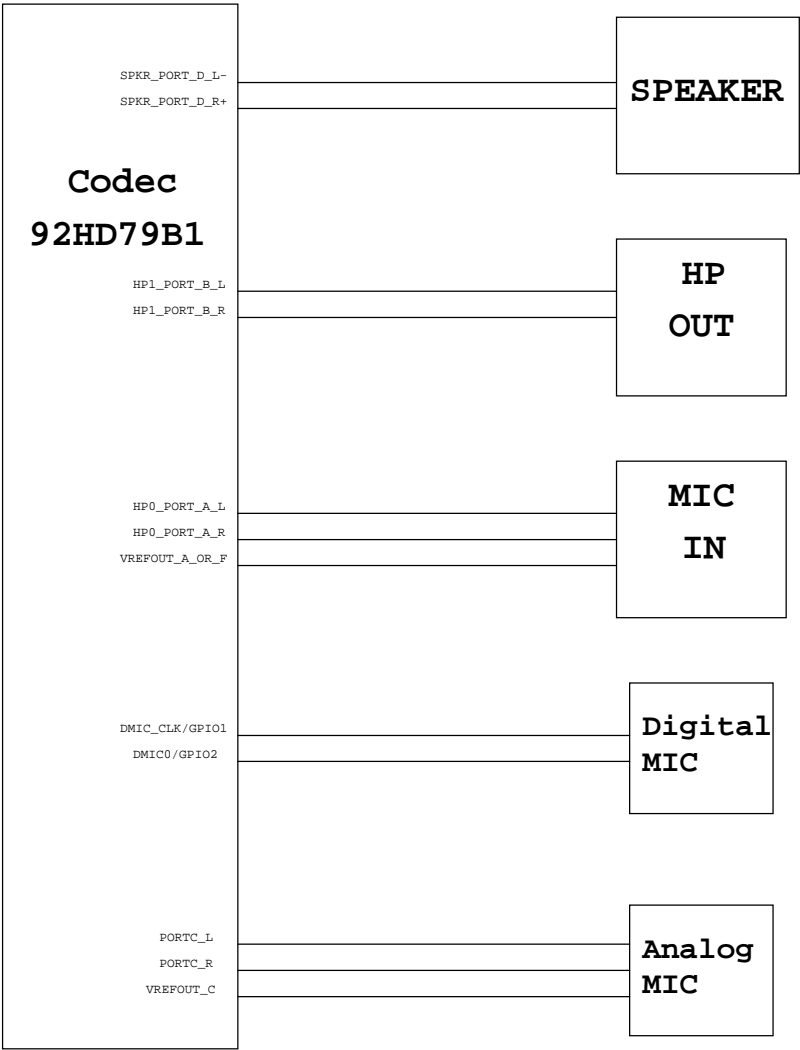 SPKR_PORT_D_L-
SPKR_PORT_D_R+
SPEAKER
Codec
92HD79B1
HP1_PORT_B_L
HP1_PORT_B_R
HP
OUT
HP0_PORT_A_L
HP0_PORT_A_R
VREFOUT_A_OR_F
MIC
IN
DMIC_CLK/GPIO1
DMIC0/GPIO2
Digital
MIC
PORTC_L
PORTC_R
VREFOUT_C
Analog
MIC